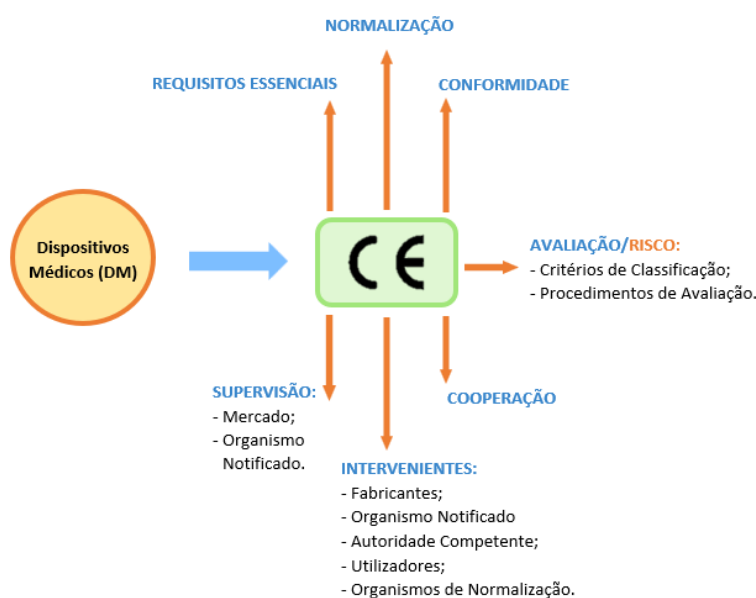 NORMALIZAÇÃO
REQUISITOS ESSENCIAIS
CONFORMIDADE
Dispositivos
Médicos (DM)
CE
AVALIAÇÃO/RISCO:
- Critérios de Classificação;
- Procedimentos de Avaliação.
SUPERVISÃO:
- Mercado;
- Organismo
Notificado.
COOPERAÇÃO
INTERVENIENTES:
- Fabricantes;
- Organismo Notificado
- Autoridade Competente;
- Utilizadores;
- Organismos de Normalização.